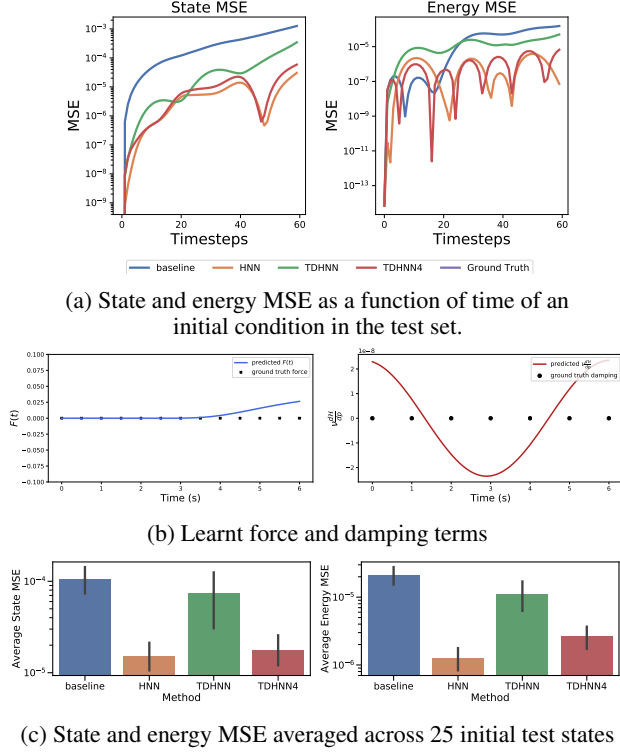 State MSE
Energy MSE
MSE
10⁻³
10⁻⁴
10⁻⁵
10⁻⁶
10⁻⁷
10⁻⁸
10⁻⁹
0 20 40 60
Timesteps
MSE
10⁻⁵
10⁻⁷
10⁻⁹
10⁻¹¹
10⁻¹³
0 20 40 60
Timesteps
baseline HNN TDHNN TDHNN4 Ground Truth
(a) State and energy MSE as a function of time of an
initial condition in the test set.
F(t)
0.100
0.075
0.050
0.025
0.000
−0.025
−0.050
−0.075
−0.100
predicted F(t)
ground truth force
0 1 2 3 4 5 6
Time (s)
1e−8
ν dH/dp
2
1
0
−1
−2
predicted ν dH/dp
ground truth damping
0 1 2 3 4 5 6
Time (s)
(b) Learnt force and damping terms
Average State MSE
10⁻⁴
10⁻⁵
baseline HNN TDHNN TDHNN4
Method
Average Energy MSE
10⁻⁵
10⁻⁶
baseline HNN TDHNN TDHNN4
Method
(c) State and energy MSE averaged across 25 initial test states